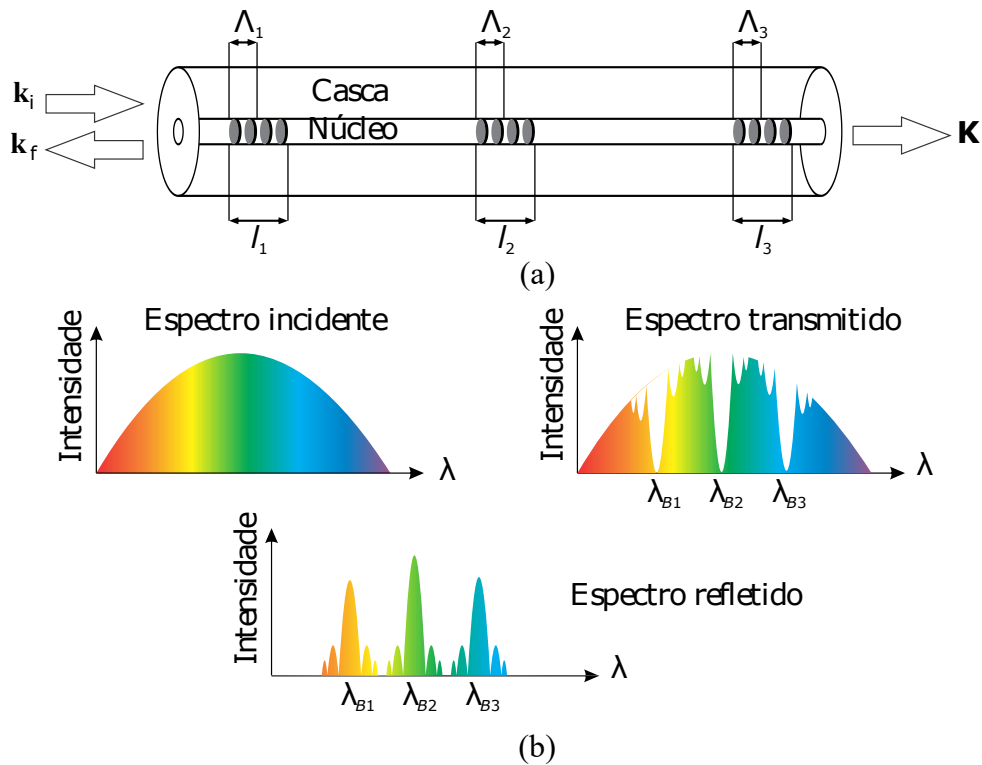 Λ1 Λ2 Λ3
Casca
ki
Núcleo
kf
K
l1 l2 l3
(a)
Espectro incidente
Intensidade
λ
Espectro transmitido
Intensidade
λ
λB1 λB2 λB3
Espectro refletido
Intensidade
λ
λB1 λB2 λB3
(b)